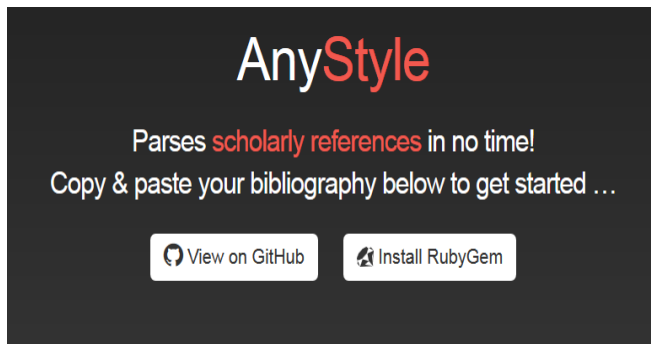 AnyStyle
Parses scholarly references in no time!
Copy & paste your bibliography below to get started …
View on GitHub
Install RubyGem